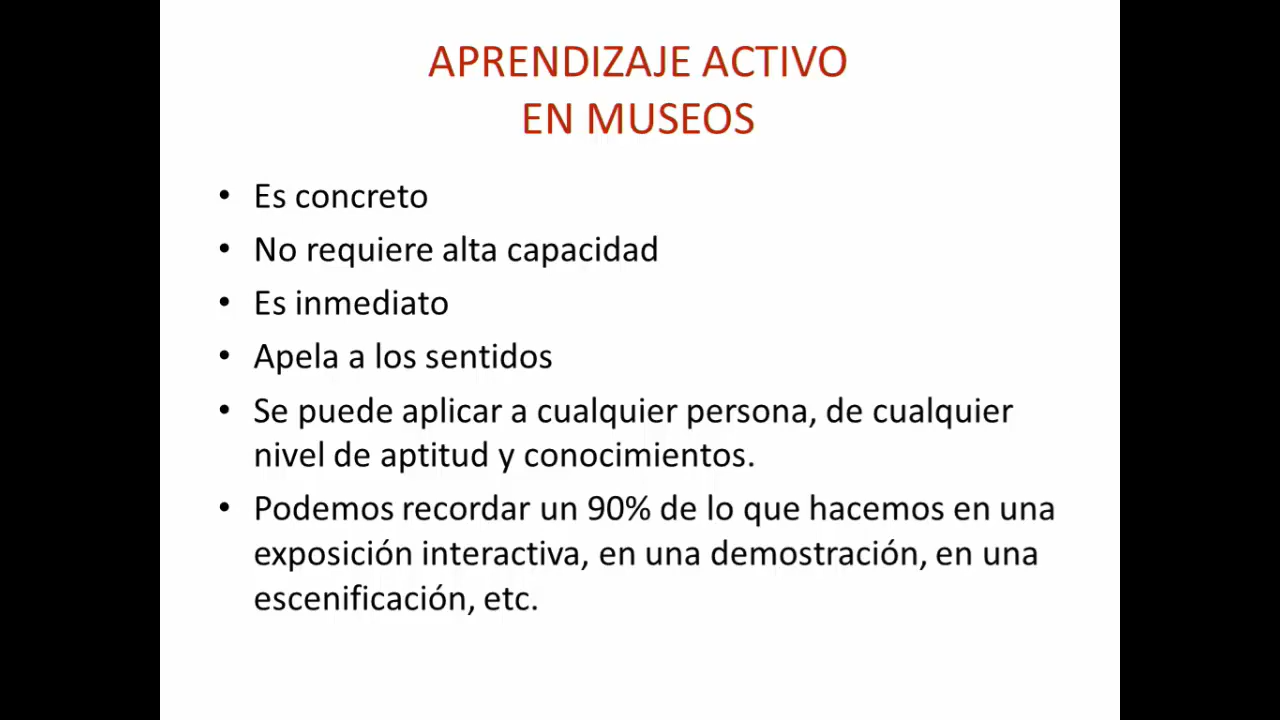 APRENDIZAJE ACTIVO
EN MUSEOS
• Es concreto
• No requiere alta capacidad
• Es inmediato
• Apela a los sentidos
• Se puede aplicar a cualquier persona, de cualquier
nivel de aptitud y conocimientos.
• Podemos recordar un 90% de lo que hacemos en una
exposición interactiva, en una demostración, en una
escenificación, etc.